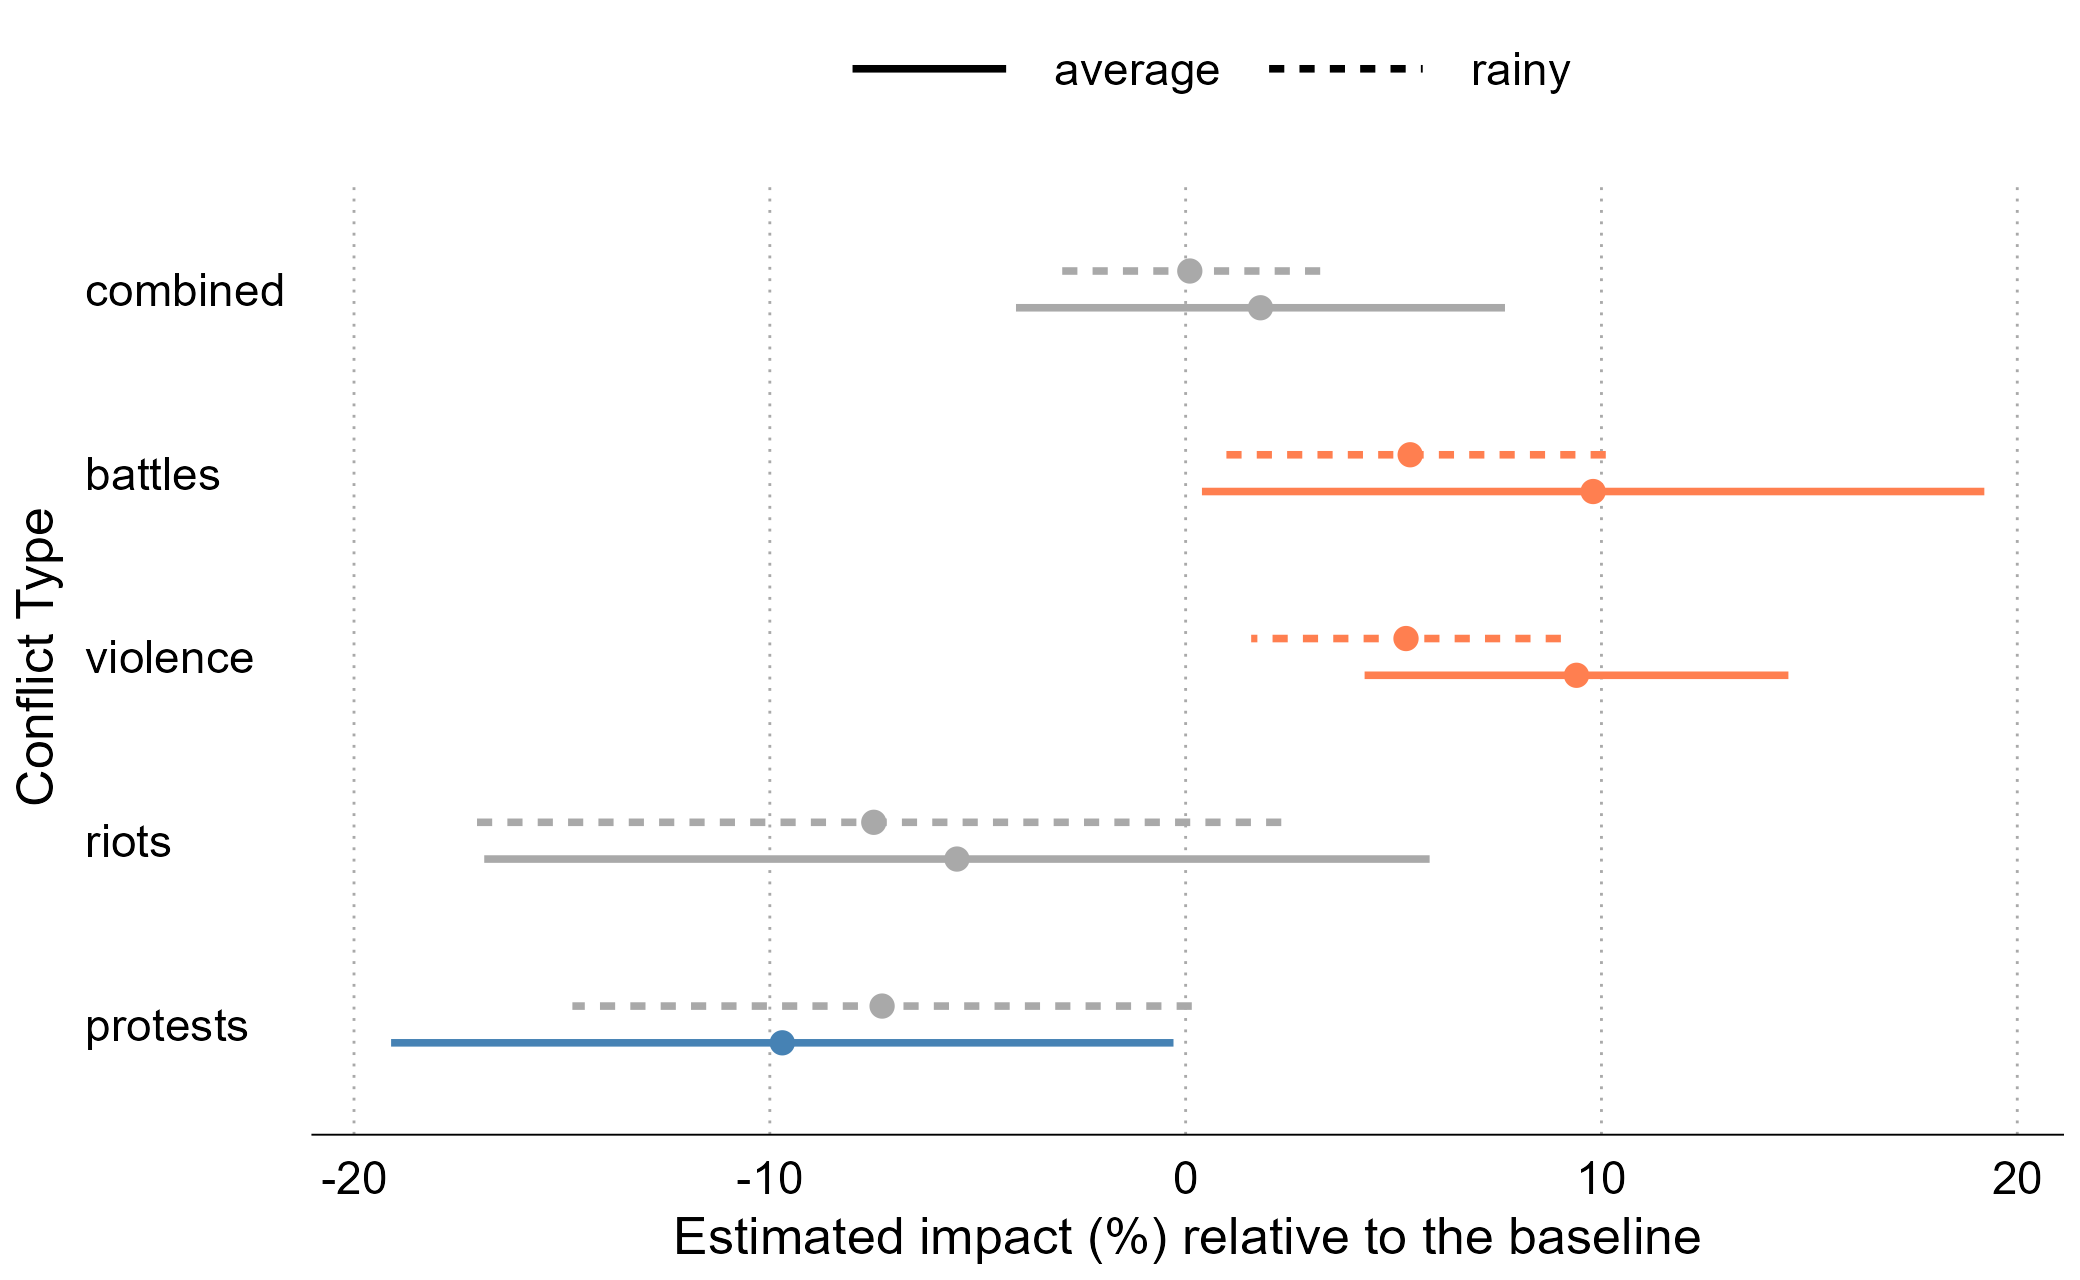 average rainy
combined
battles
violence
riots
protests
Conflict Type
-20 -10 0 10 20
Estimated impact (%) relative to the baseline